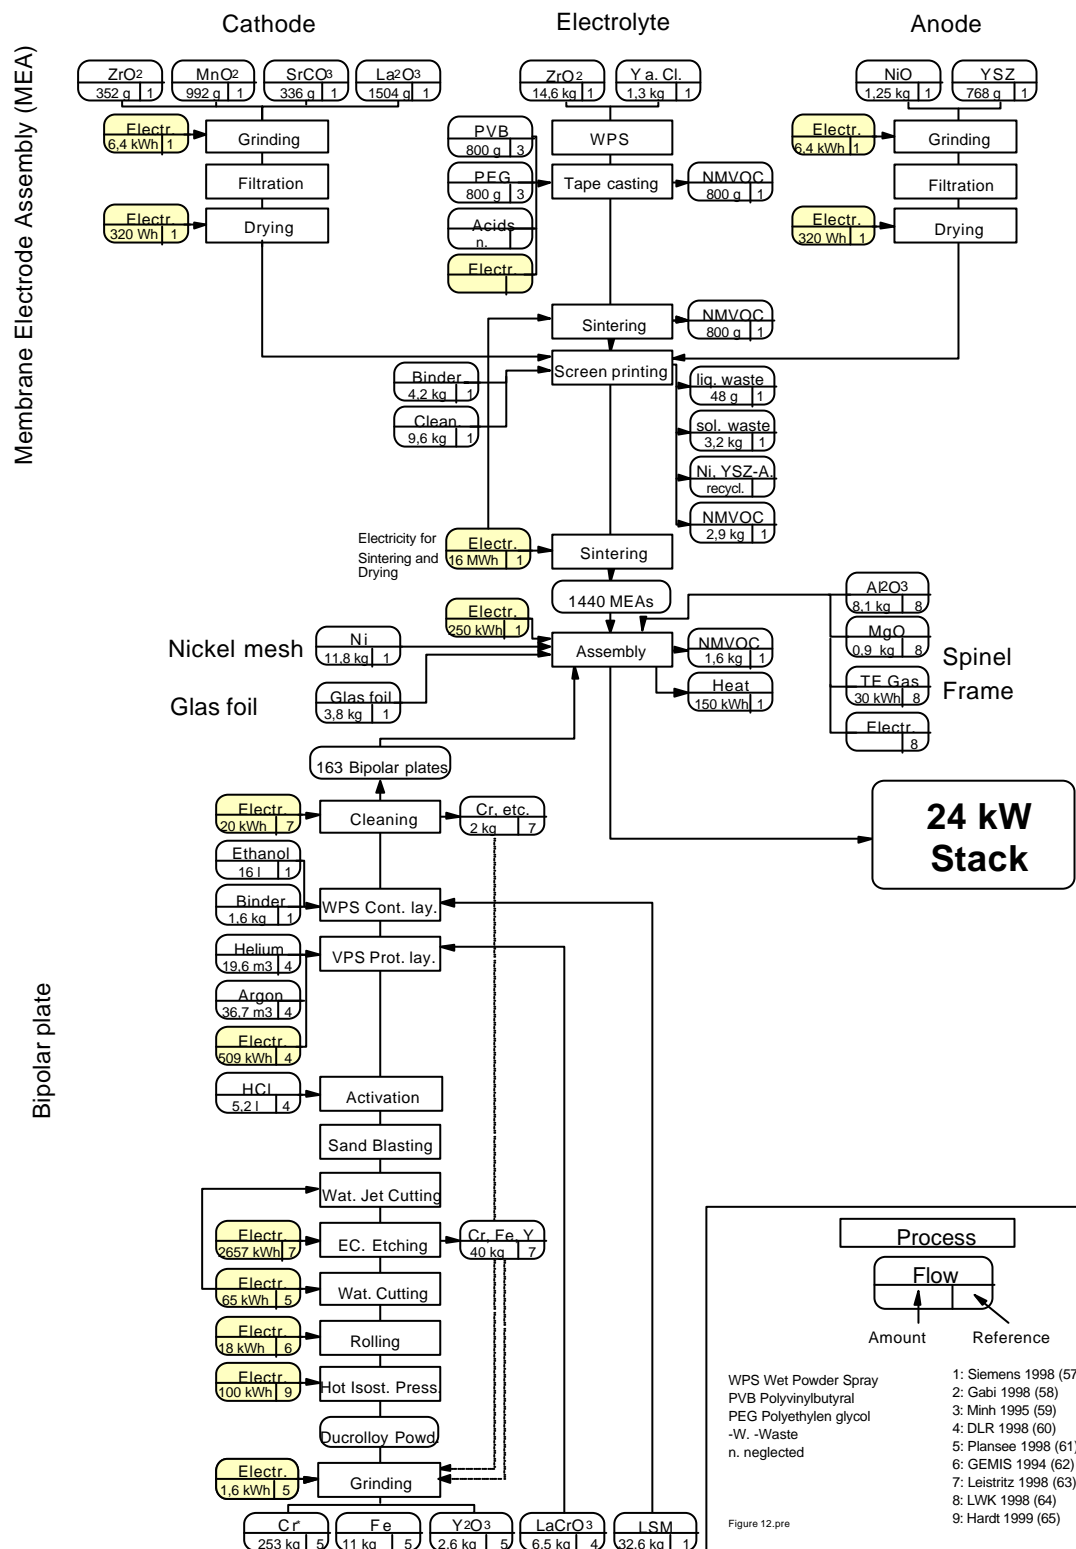 Cathode
Electrolyte
Anode
Membrane Electrode Assembly (MEA)
ZrO2
352 g 1
MnO2
992 g 1
SrCO3
336 g 1
La2O3
1504 g 1
ZrO2
14,6 kg 1
Y a. Cl.
1,3 kg 1
NiO
1,25 kg 1
YSZ
768 g 1
Electr.
6,4 kWh 1
Grinding
Filtration
Electr.
320 Wh 1
Drying
PVB
800 g 3
PEG
800 g 3
Acids
n.
Electr.
WPS
Tape casting
NMVOC
800 g 1
Electr.
6,4 kWh 1
Grinding
Filtration
Electr.
320 Wh 1
Drying
Sintering
NMVOC
800 g 1
Screen printing
Binder
4,2 kg 1
Clean.
9,6 kg 1
liq. waste
48 g 1
sol. waste
3,2 kg 1
Ni, YSZ-A.
recycl.
NMVOC
2,9 kg 1
Electricity for
Sintering and
Drying
Electr.
16 MWh 1
Sintering
1440 MEAs
Electr.
250 kWh 1
Assembly
Nickel mesh
Ni
11,8 kg 1
Glas foil
Glas foil
3,8 kg 1
NMVOC
1,6 kg 1
Heat
150 kWh 1
Al2O3
8,1 kg 8
MgO
0,9 kg 8
TE Gas
30 kWh 8
Electr.
8
Spinel
Frame
163 Bipolar plates
24 kW
Stack
Bipolar plate
Electr.
20 kWh 7
Cleaning
Cr, etc.
2 kg 7
Ethanol
16 l 1
Binder
1,6 kg 1
WPS Cont. lay.
Helium
19,6 m3 4
VPS Prot. lay.
Argon
36,7 m3 4
Electr.
509 kWh 4
HCl
5,2 l 4
Activation
Sand Blasting
Wat. Jet Cutting
Electr.
2657 kWh 7
EC. Etching
Cr, Fe, Y
40 kg 7
Electr.
65 kWh 5
Wat. Cutting
Electr.
18 kWh 6
Rolling
Electr.
100 kWh 9
Hot Isost. Press.
Ducrolloy Powd.
Electr.
1,6 kWh 5
Grinding
Cr
253 kg 5
Fe
11 kg 5
Y2O3
2,6 kg 5
LaCrO3
6,5 kg 4
LSM
32,6 kg 1
Process
Flow
Amount
Reference
WPS Wet Powder Spray
PVB Polyvinylbutyral
PEG Polyethylen glycol
-W. -Waste
n. neglected
1: Siemens 1998 (57
2: Gabi 1998 (58)
3: Minh 1995 (59)
4: DLR 1998 (60)
5: Plansee 1998 (61)
6: GEMIS 1994 (62)
7: Leistritz 1998 (63)
8: LWK 1998 (64)
9: Hardt 1999 (65)
Figure 12.pre